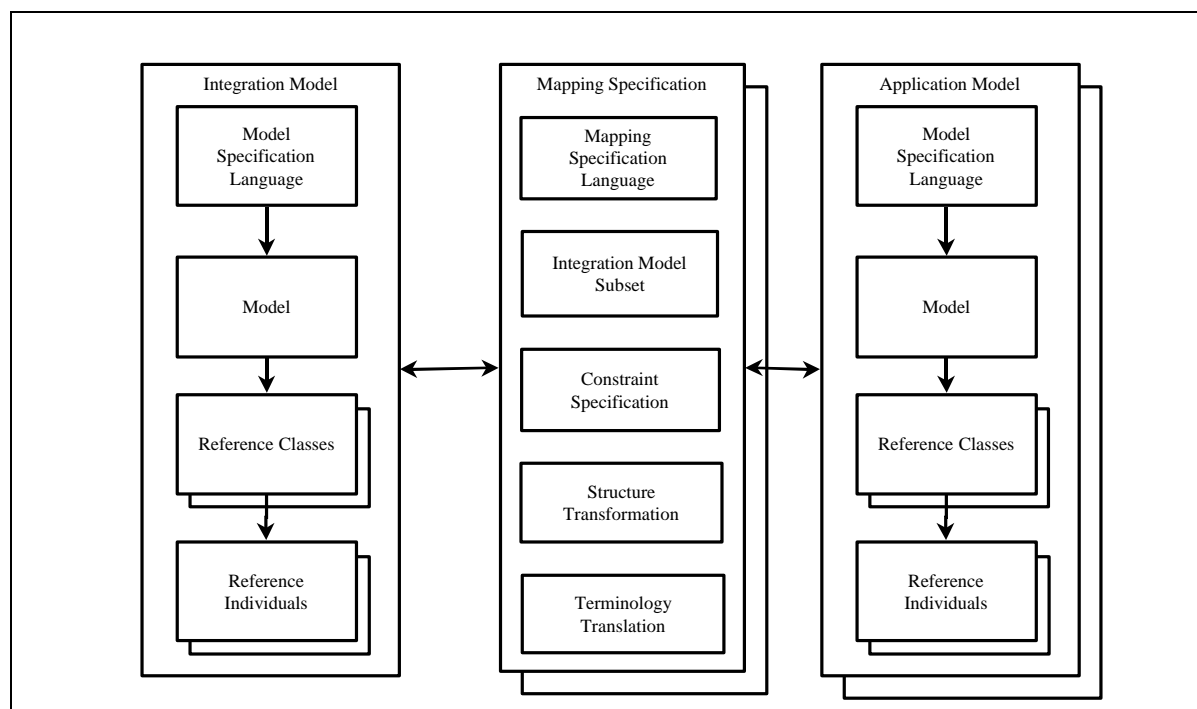 Integration Model
Model
Specification
Language
Model
Reference Classes
Reference
Individuals
Mapping Specification
Mapping
Specification
Language
Integration Model
Subset
Constraint
Specification
Structure
Transformation
Terminology
Translation
Application Model
Model
Specification
Language
Model
Reference Classes
Reference
Individuals